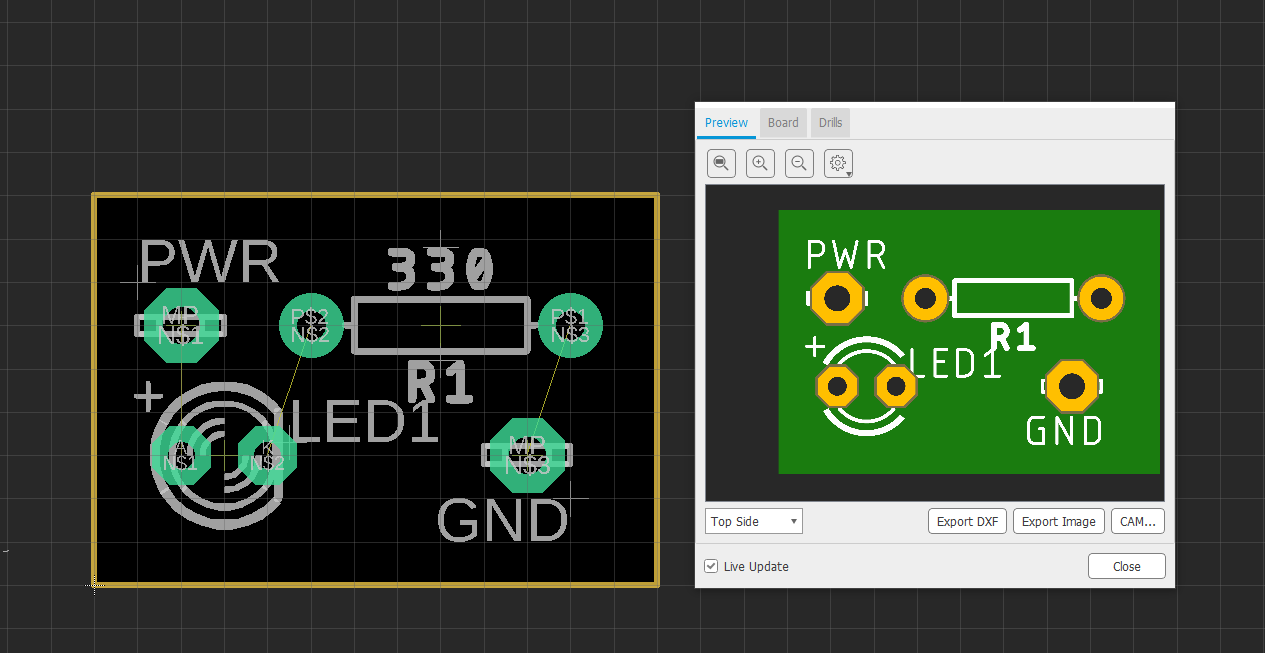 PWR
330
MP
N$1
P$2
N$2
P$1
N$3
R1
+
LED1
A
N$1
N$2
MP
N$3
GND
Preview
Board
Drills
PWR
R1
+
LED1
GND
Top Side
Export DXF
Export Image
CAM...
Live Update
Close